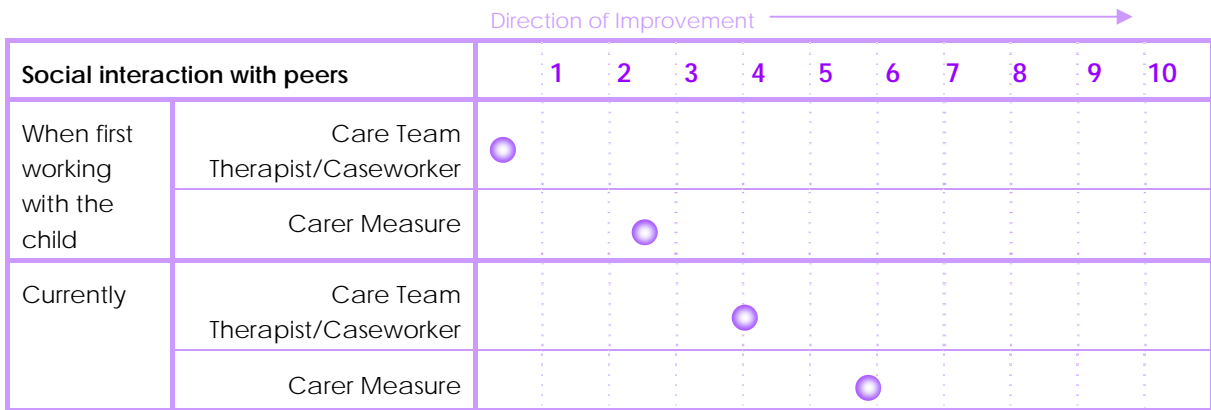 Direction of Improvement
Social interaction with peers 1 2 3 4 5 6 7 8 9 10
When first
working
with the
child
Care Team
Therapist/Caseworker
Carer Measure
Currently
Care Team
Therapist/Caseworker
Carer Measure